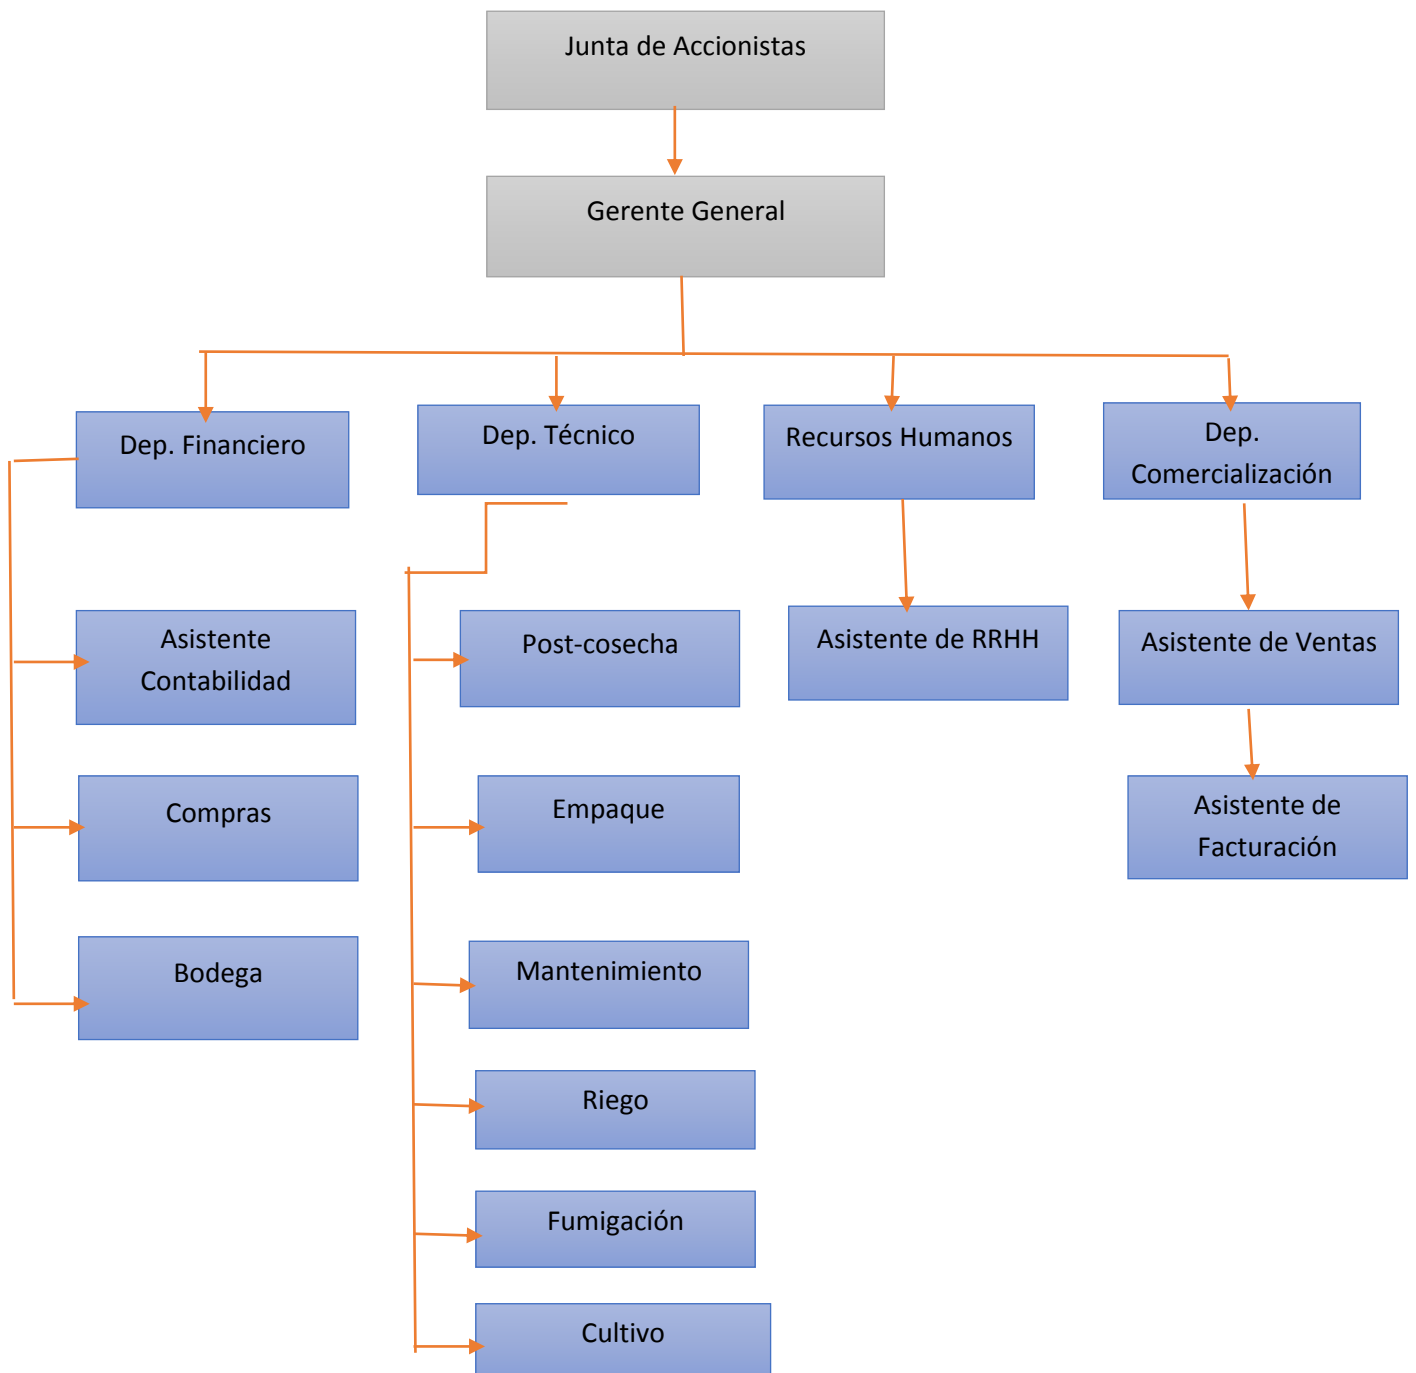 Junta de Accionistas
Gerente General
Dep. Financiero
Dep. Técnico
Recursos Humanos
Dep.
Comercialización
Asistente
Contabilidad
Post-cosecha
Asistente de RRHH
Asistente de Ventas
Compras
Empaque
Asistente de
Facturación
Bodega
Mantenimiento
Riego
Fumigación
Cultivo